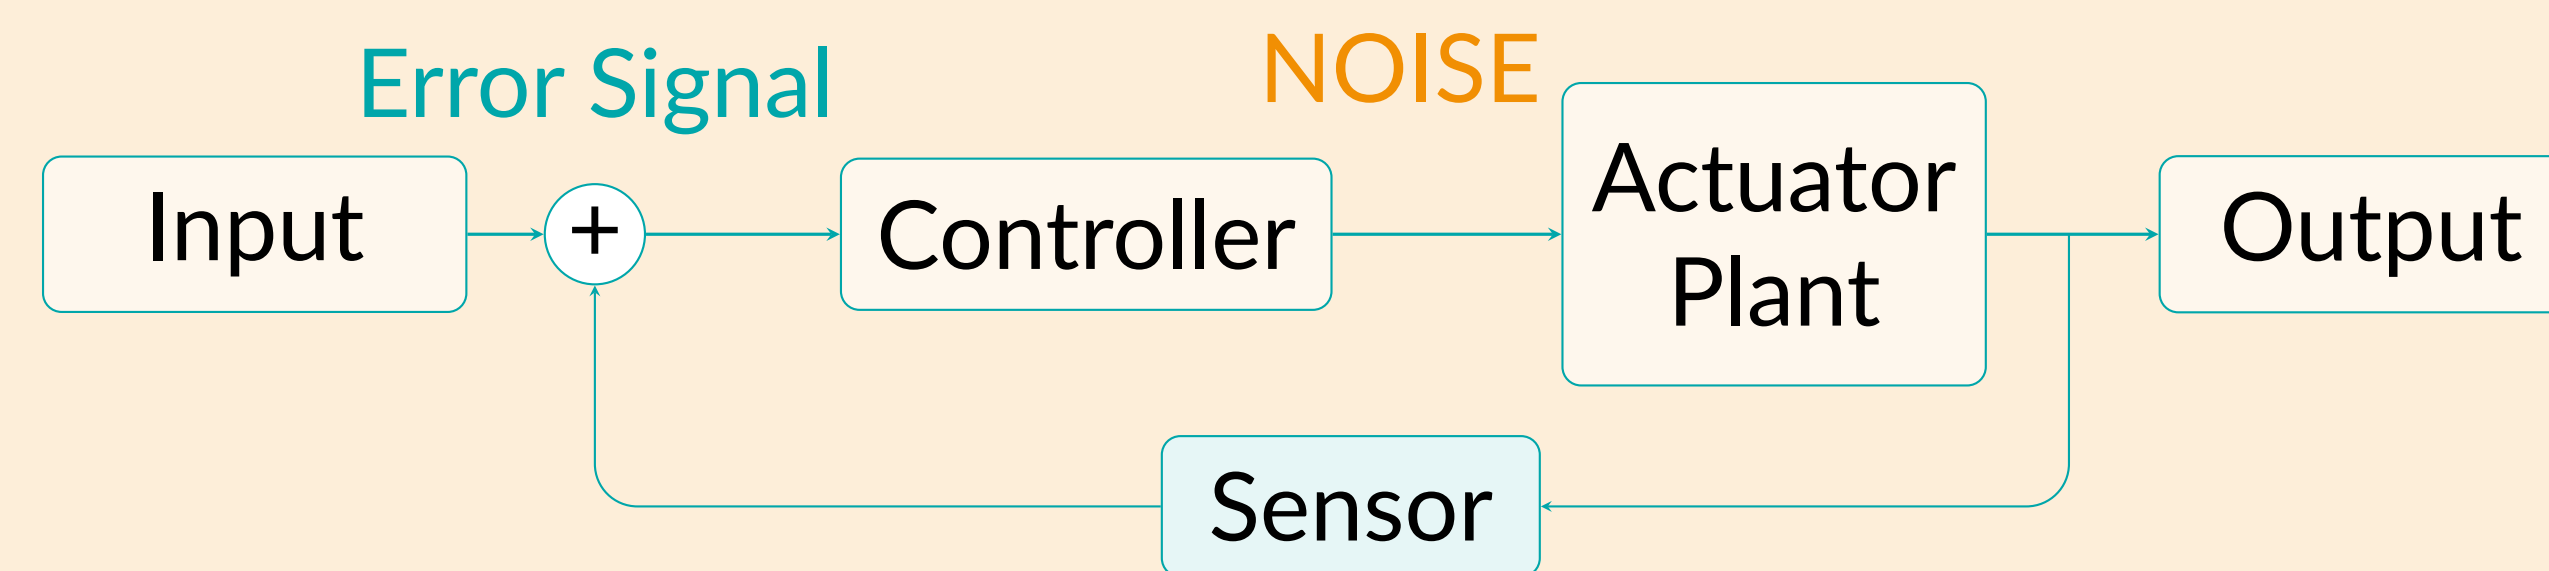 Error Signal
NOISE
Input
+
Controller
Actuator
Plant
Output
Sensor